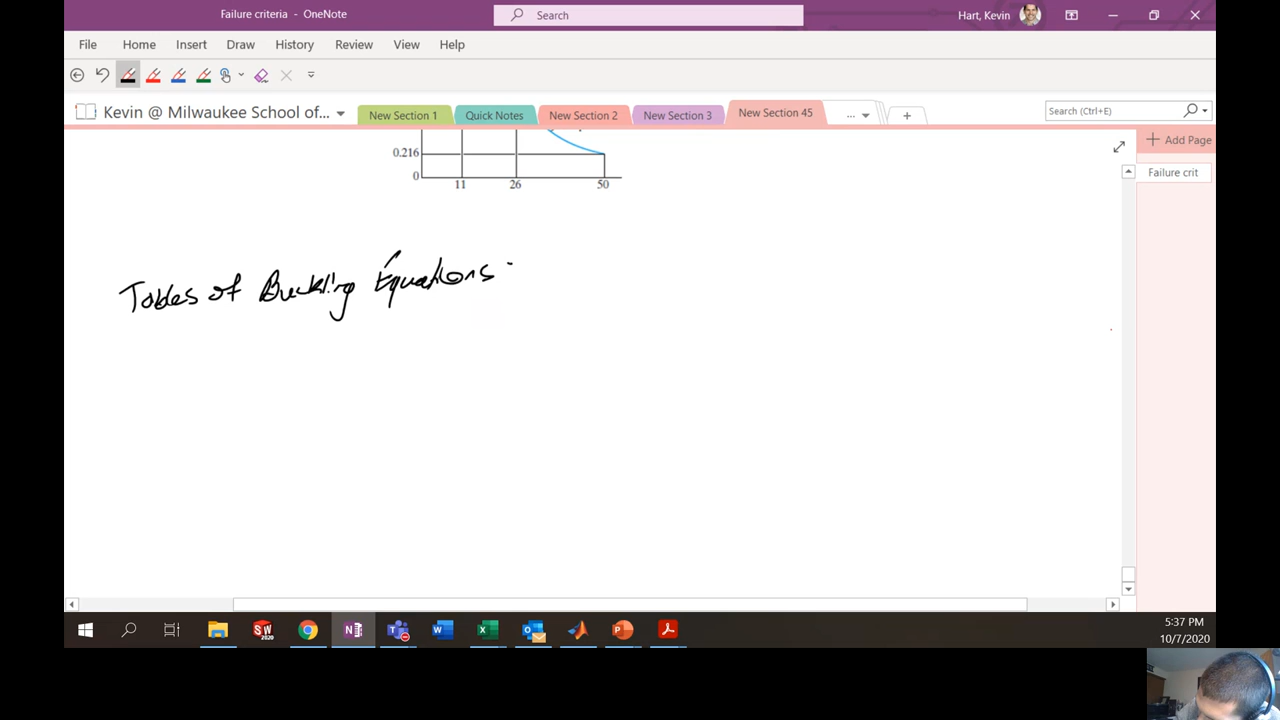 Failure criteria - OneNote
Search
Hart, Kevin
File Home Insert Draw History Review View Help
Kevin @ Milwaukee School of...
New Section 1
Quick Notes
New Section 2
New Section 3
New Section 45
...
Search (Ctrl+E)
Add Page
Failure crit
0.216
0
11 26 50
Tables of Buckling Equations
SW
2020
5:37 PM
10/7/2020